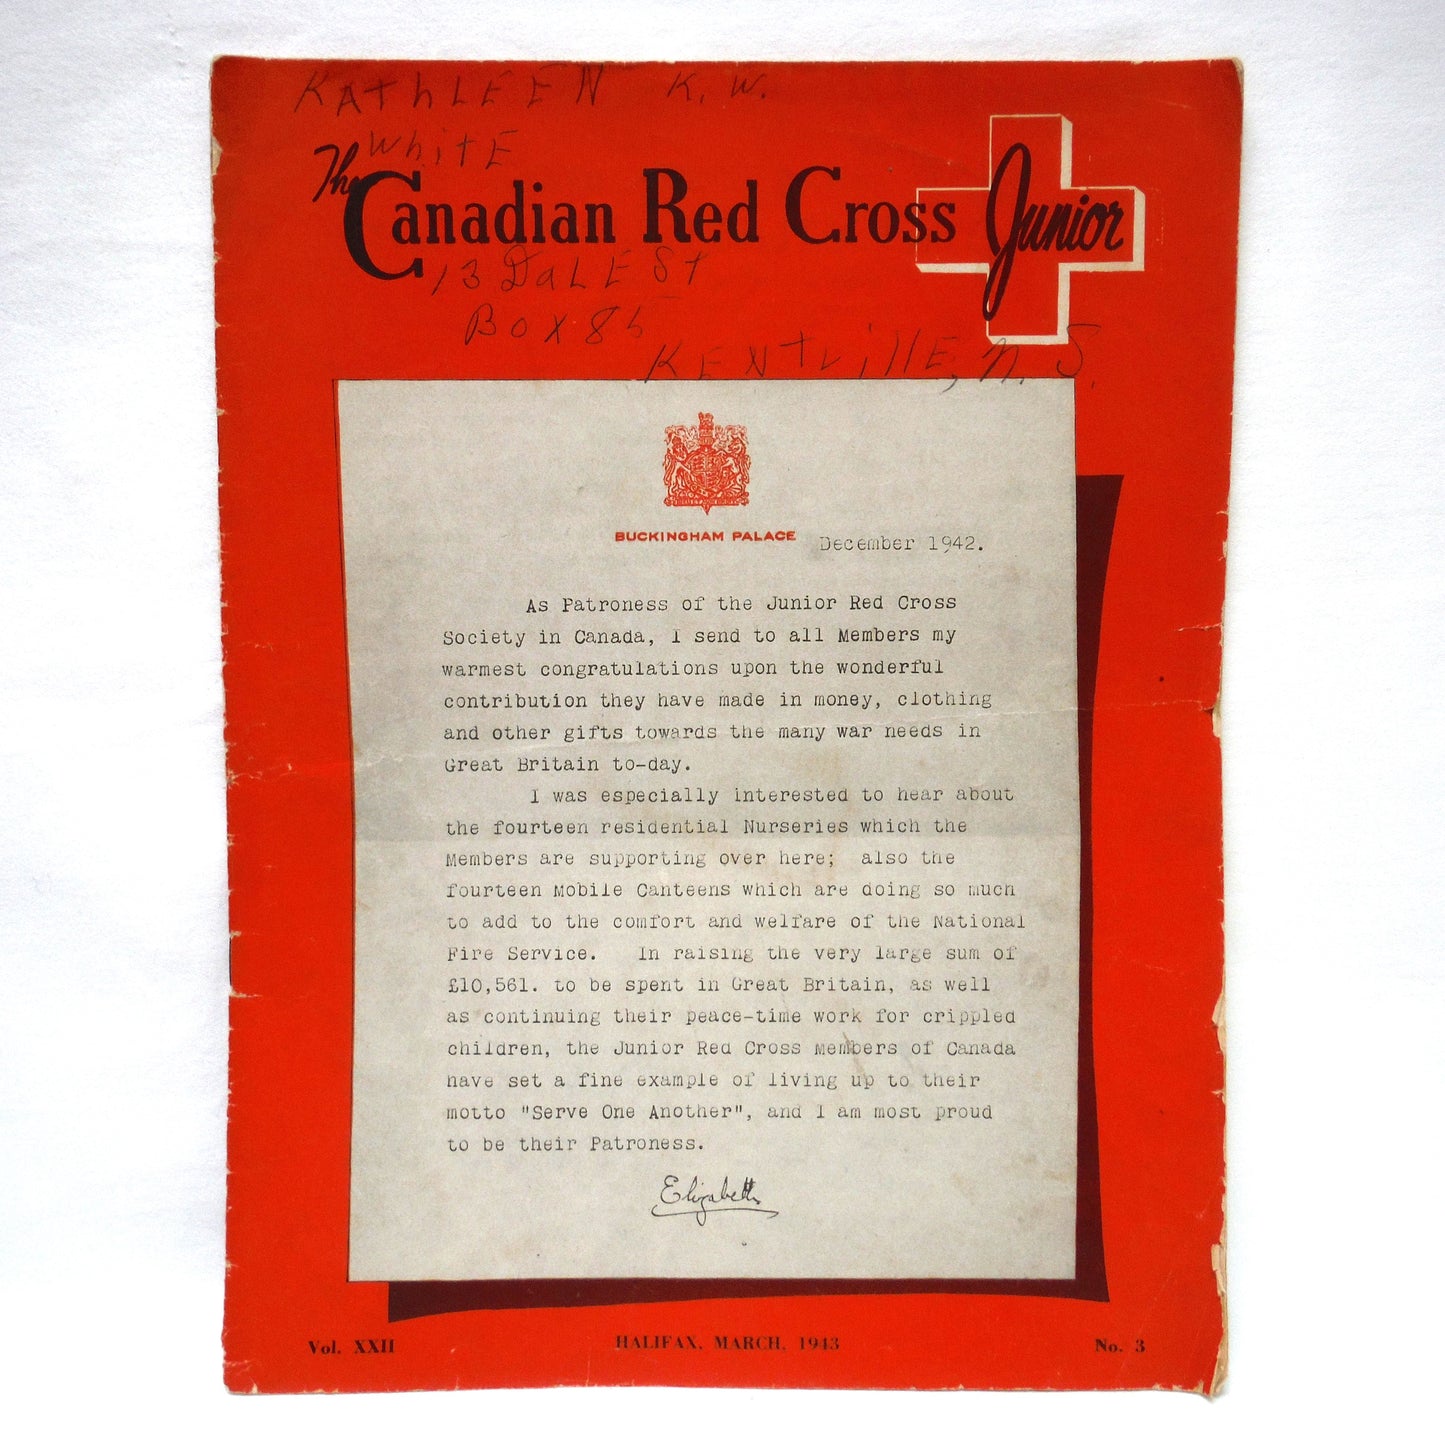 KAThLEEN K. W.
WhitE
The Canadian Red Cross Junior
13 DaLE St
Box 86
KENtvillE, N. S.
BUCKINGHAM PALACE
December 1942.
As Patroness of the Junior Red Cross
Society in Canada, I send to all Members my
warmest congratulations upon the wonderful
contribution they have made in money, clothing
and other gifts towards the many war needs in
Great Britain to-day.
I was especially interested to hear about
the fourteen residential Nurseries which the
Members are supporting over here; also the
fourteen Mobile Canteens which are doing so much
to add to the comfort and welfare of the National
Fire Service. In raising the very large sum of
£10,561. to be spent in Great Britain, as well
as continuing their peace-time work for crippled
children, the Junior Red Cross Members of Canada
have set a fine example of living up to their
motto "Serve One Another", and I am most proud
to be their Patroness.
Elizabeth
Vol. XXII HALIFAX, MARCH, 1943 No. 3